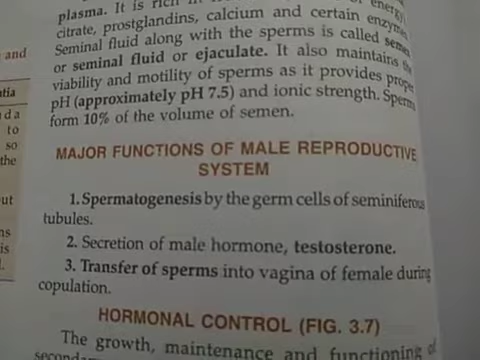 energy,
plasma. It is rich in
citrate, prostglandins, calcium and certain enzymes
Seminal fluid along with the sperms is called semen
or seminal fluid or ejaculate. It also maintains the
viability and motility of sperms as it provides proper
pH (approximately pH 7.5) and ionic strength. Sperms
form 10% of the volume of semen.
MAJOR FUNCTIONS OF MALE REPRODUCTIVE
SYSTEM
1. Spermatogenesis by the germ cells of seminiferous
tubules.
2. Secretion of male hormone, testosterone.
3. Transfer of sperms into vagina of female during
copulation.
HORMONAL CONTROL (FIG. 3.7)
The growth, maintenance and functioning of
and
to
so
the